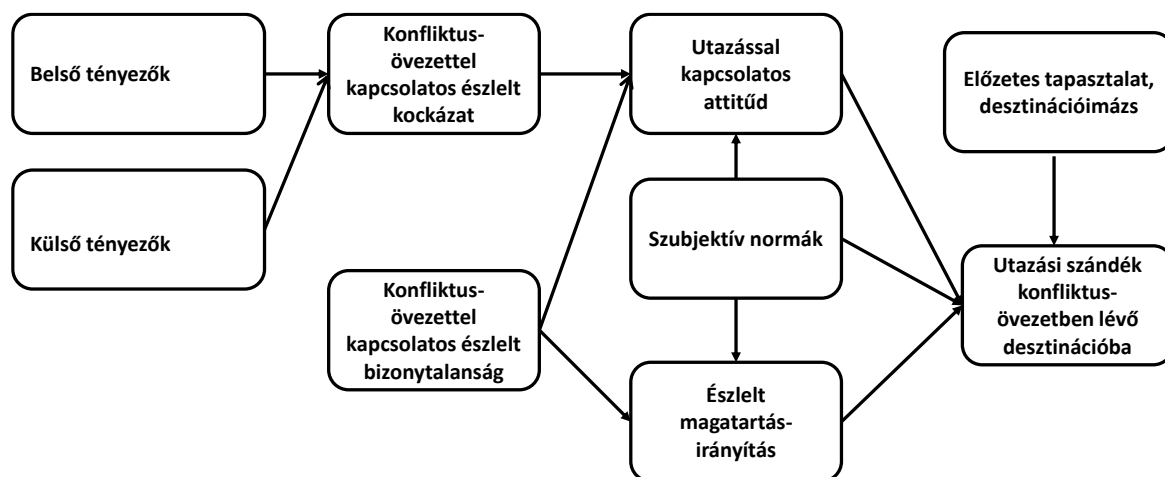 Belső tényezők
Konfliktus-
övezettel
kapcsolatos észlelt
kockázat
Utazással
kapcsolatos
attitűd
Előzetes tapasztalat,
desztinációimázs
Külső tényezők
Szubjektív normák
Konfliktus-
övezettel
kapcsolatos észlelt
bizonytalanság
Utazási szándék
konfliktus-
övezetben lévő
desztinációba
Észlelt
magatartás-
irányítás